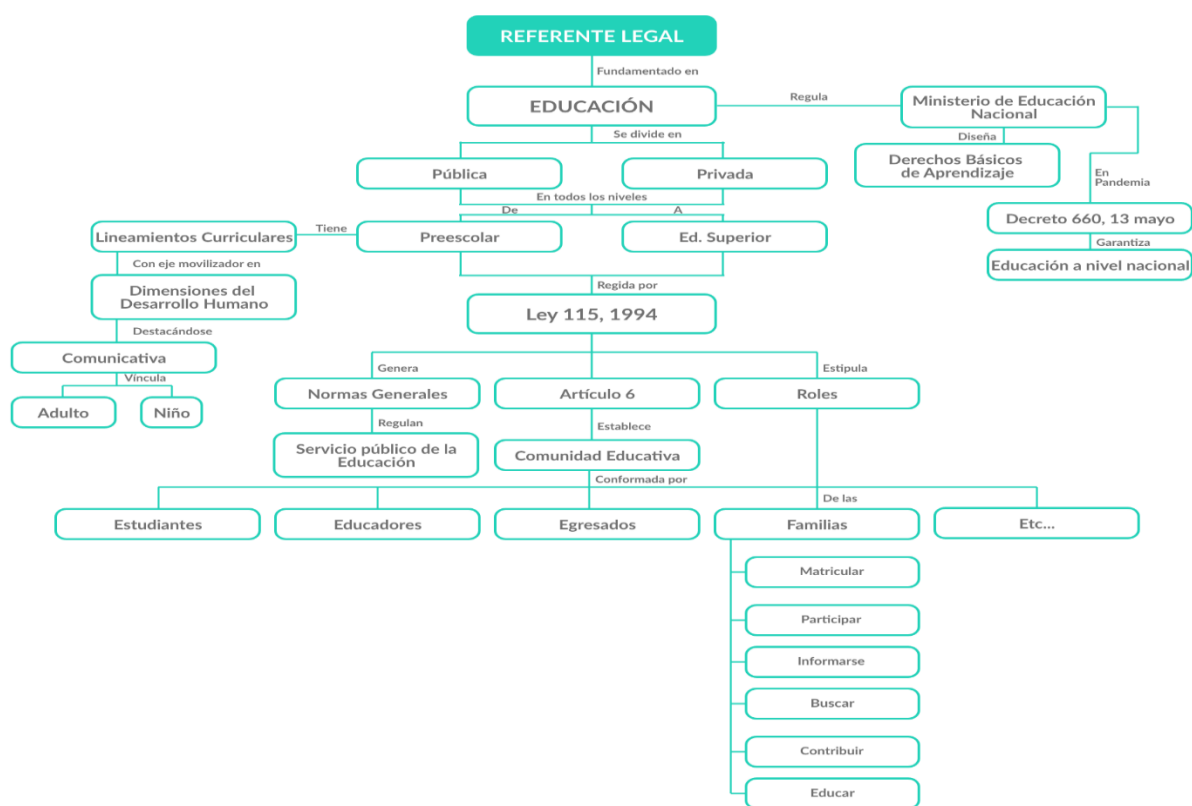 REFERENTE LEGAL
Fundamentado en
EDUCACIÓN
Regula
Ministerio de Educación
Nacional
Diseña
Derechos Básicos
de Aprendizaje
En
Pandemia
Decreto 660, 13 mayo
Garantiza
Educación a nivel nacional
Se divide en
Pública
Privada
En todos los niveles
De
A
Preescolar
Ed. Superior
Tiene
Lineamientos Curriculares
Con eje movilizador en
Dimensiones del
Desarrollo Humano
Destacándose
Comunicativa
Víncula
Adulto
Niño
Regida por
Ley 115, 1994
Genera
Estipula
Normas Generales
Artículo 6
Roles
Regulan
Establece
Servicio público de la
Educación
Comunidad Educativa
Conformada por
De las
Estudiantes
Educadores
Egresados
Familias
Etc...
Matricular
Participar
Informarse
Buscar
Contribuir
Educar